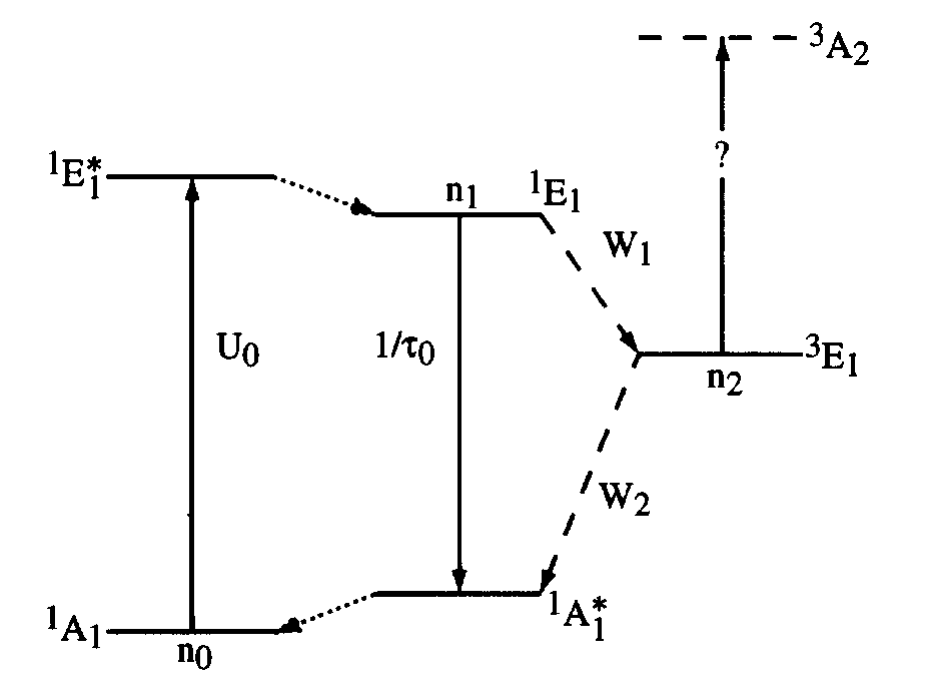 ³A₂
?
¹E₁*
n₁
¹E₁
W₁
U₀
1/τ₀
³E₁
n₂
W₂
¹A₁*
¹A₁
n₀